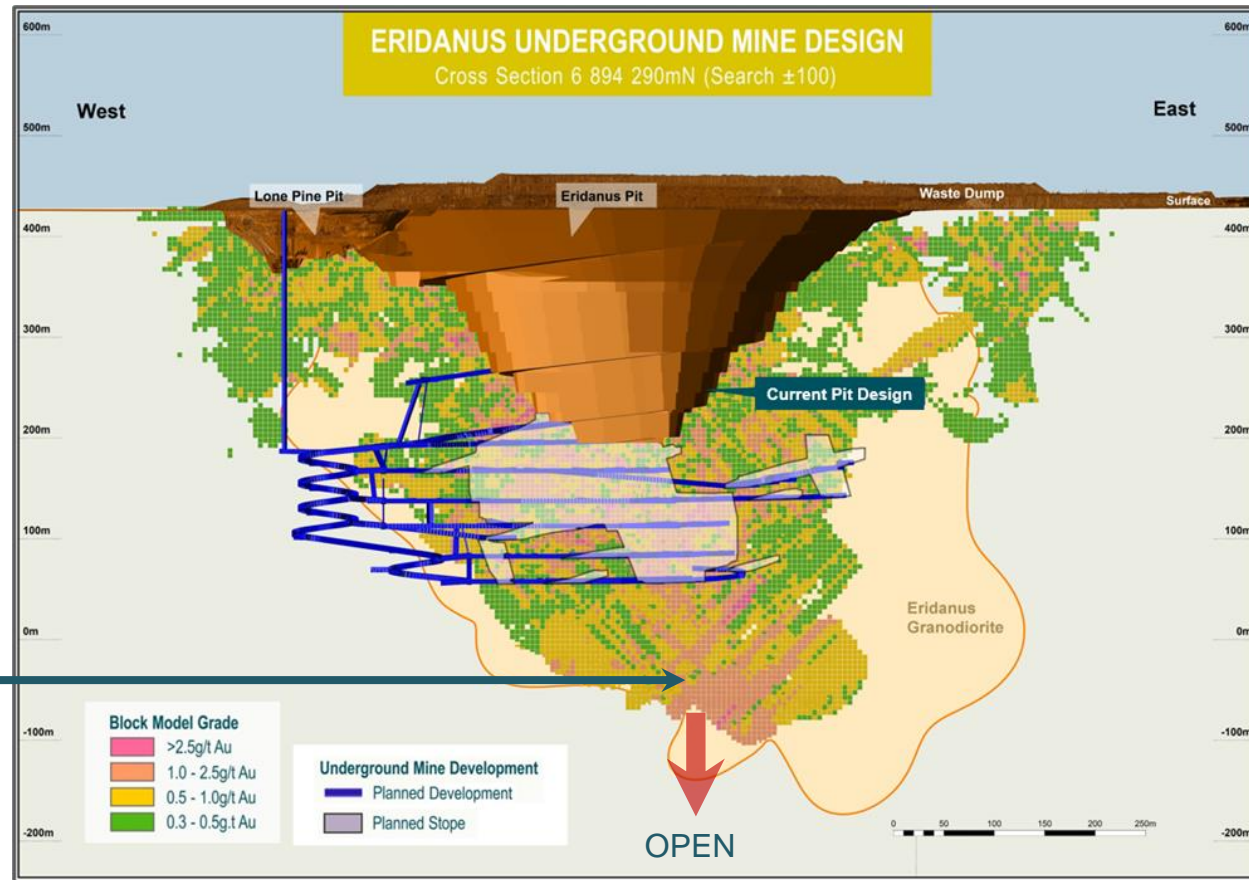 ERIDANUS UNDERGROUND MINE DESIGN
Cross Section 6 894 290mN (Search ±100)
600m
600m
West
East
500m
500m
Lone Pine Pit
Eridanus Pit
Waste Dump
Surface
400m
400m
300m
300m
Current Pit Design
200m
200m
100m
100m
Eridanus
Granodiorite
0m
0m
-100m
-100m
Block Model Grade
>2.5g/t Au
1.0 - 2.5g/t Au
0.5 - 1.0g/t Au
0.3 - 0.5g.t Au
Underground Mine Development
Planned Development
Planned Stope
OPEN
0 50 100 150 200 250m
-200m
-200m